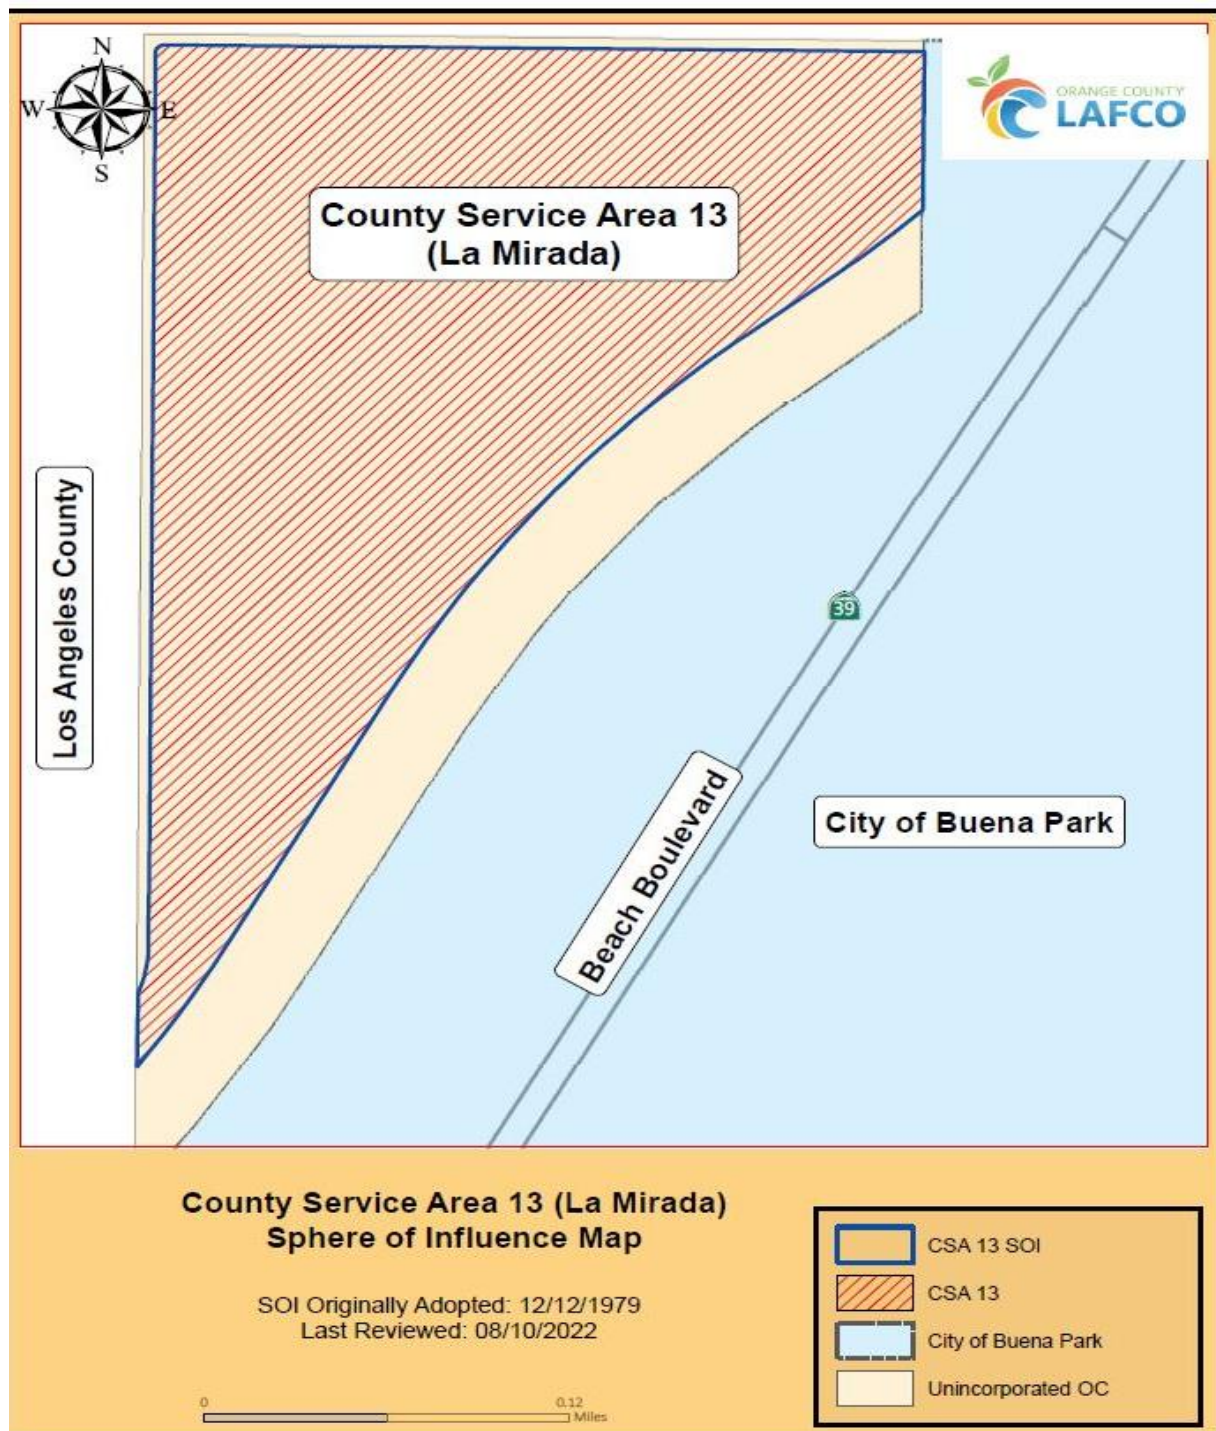 N
W
E
S
ORANGE COUNTY
LAFCO
County Service Area 13
(La Mirada)
Los Angeles County
39
Beach Boulevard
City of Buena Park
County Service Area 13 (La Mirada)
Sphere of Influence Map
SOI Originally Adopted: 12/12/1979
Last Reviewed: 08/10/2022
0
0.12
Miles
CSA 13 SOI
CSA 13
City of Buena Park
Unincorporated OC